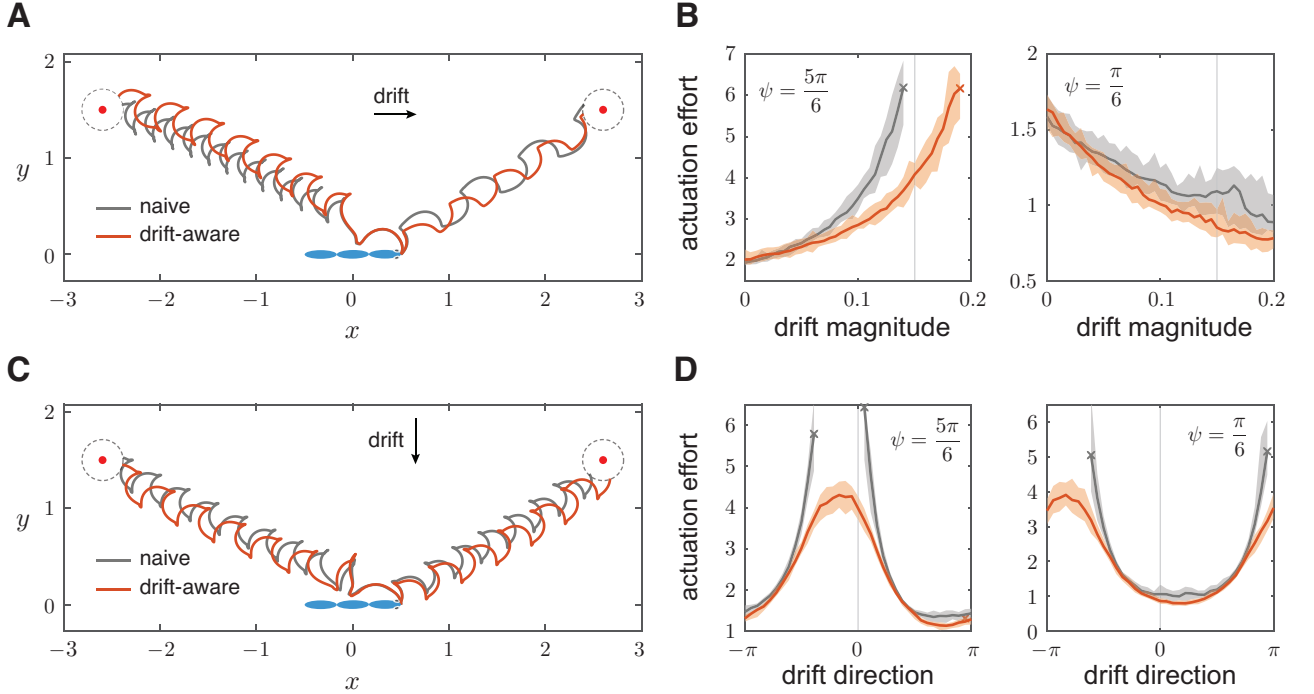 A
2
1
0
y
−3
−2
−1
0
1
2
3
x
drift
naive
drift-aware
B
7
6
5
4
3
2
actuation effort
ψ = 5π/6
0
0.1
0.2
drift magnitude
2
1.5
1
0.5
ψ = π/6
0
0.1
0.2
drift magnitude
C
2
1
0
y
−3
−2
−1
0
1
2
3
x
drift
naive
drift-aware
D
6
5
4
3
2
1
actuation effort
ψ = 5π/6
−π
0
π
drift direction
6
5
4
3
2
1
0
ψ = π/6
−π
0
π
drift direction